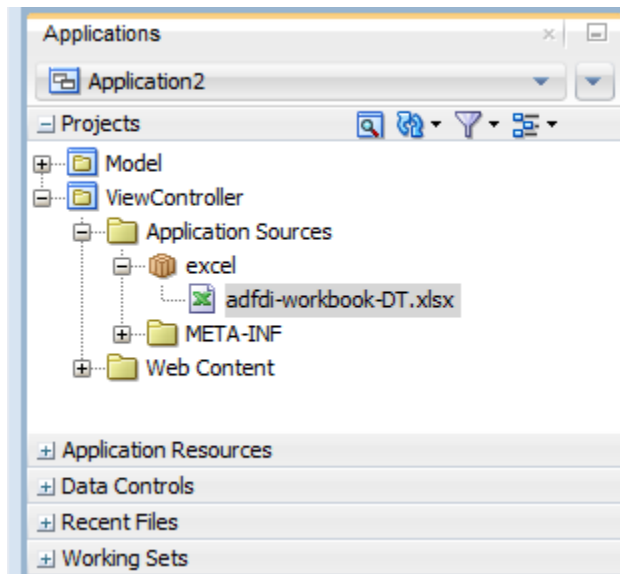 Applications
Application2
Projects
Model
ViewController
Application Sources
excel
adfdi-workbook-DT.xlsx
META-INF
Web Content
Application Resources
Data Controls
Recent Files
Working Sets